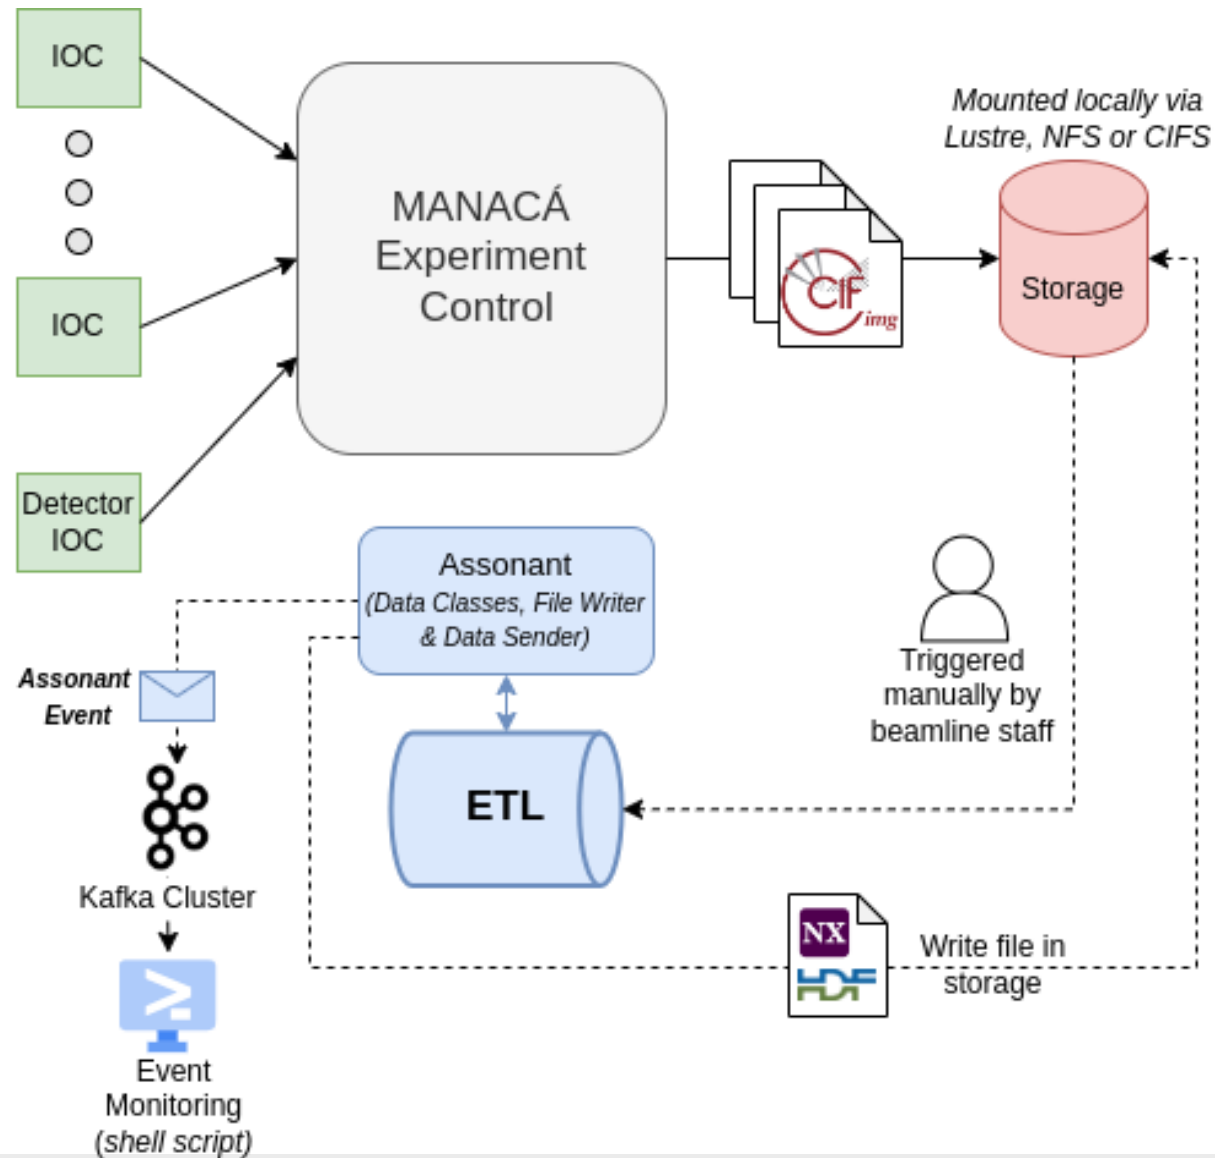 IOC
IOC
Detector
IOC
MANACÁ
Experiment
Control
CIF
img
Mounted locally via
Lustre, NFS or CIFS
Storage
Assonant
(Data Classes, File Writer
& Data Sender)
Assonant
Event
ETL
Triggered
manually by
beamline staff
Kafka Cluster
NX
HDF
Write file in
storage
Event
Monitoring
(shell script)